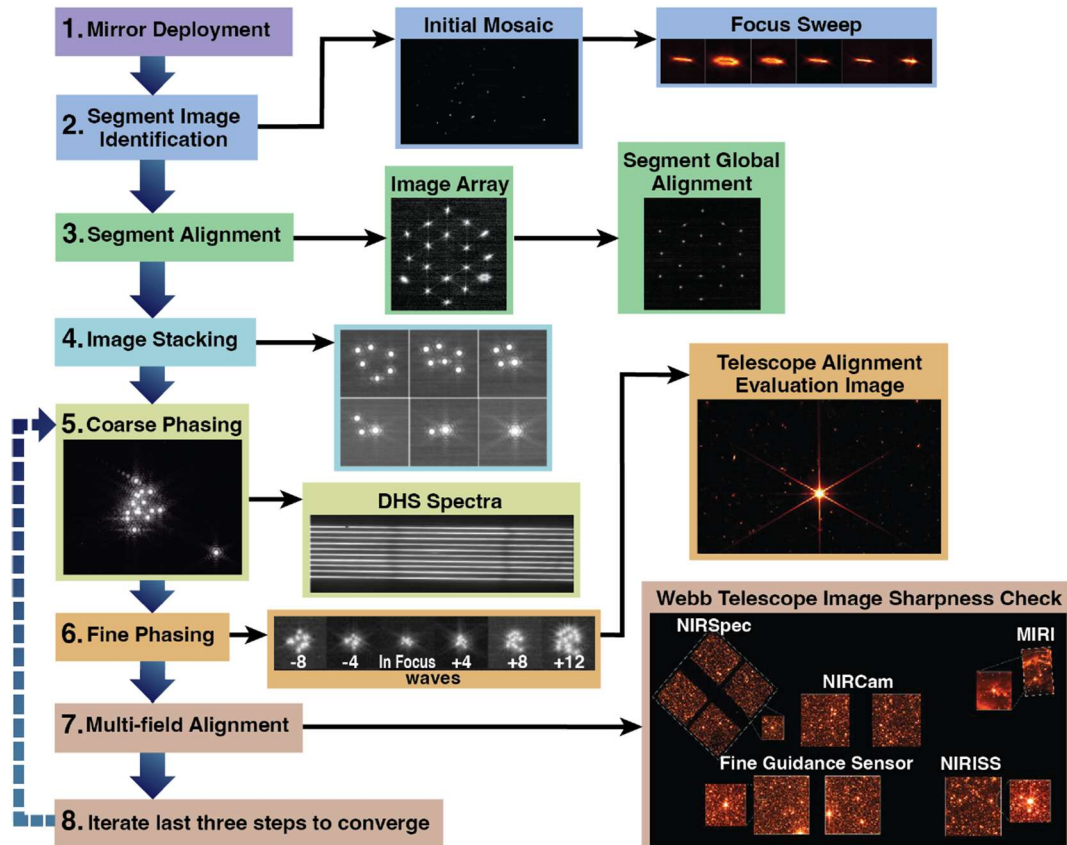 1. Mirror Deployment
Initial Mosaic
Focus Sweep
2. Segment Image
Identification
Image Array
Segment Global
Alignment
3. Segment Alignment
4. Image Stacking
Telescope Alignment
Evaluation Image
5. Coarse Phasing
DHS Spectra
6. Fine Phasing
-8 -4 In Focus +4 +8 +12
waves
Webb Telescope Image Sharpness Check
NIRSpec
MIRI
NIRCam
Fine Guidance Sensor
NIRISS
7. Multi-field Alignment
8. Iterate last three steps to converge